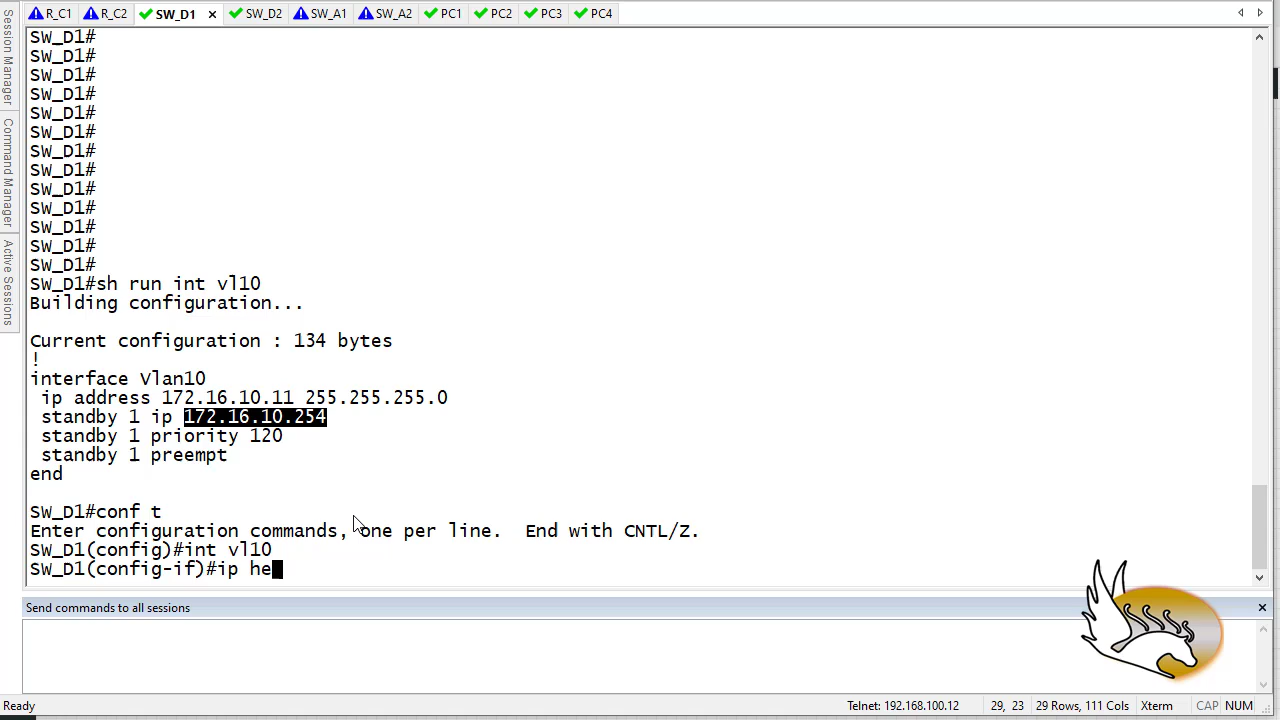 R_C1 R_C2 SW_D1 × SW_D2 SW_A1 SW_A2 PC1 PC2 PC3 PC4
Session Manager
Command Manager
Active Sessions
SW_D1#
SW_D1#
SW_D1#
SW_D1#
SW_D1#
SW_D1#
SW_D1#
SW_D1#
SW_D1#
SW_D1#
SW_D1#
SW_D1#
SW_D1#
SW_D1#sh run int vl10
Building configuration...
Current configuration : 134 bytes
!
interface Vlan10
ip address 172.16.10.11 255.255.255.0
standby 1 ip 172.16.10.254
standby 1 priority 120
standby 1 preempt
end
SW_D1#conf t
Enter configuration commands, one per line.  End with CNTL/Z.
SW_D1(config)#int vl10
SW_D1(config-if)#ip he
Send commands to all sessions ×
Ready Telnet: 192.168.100.12 29, 23 29 Rows, 111 Cols Xterm CAP NUM